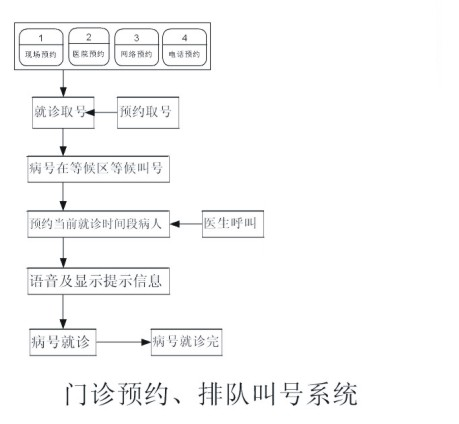 1 2 3 4
现场预约 医院预约 网络预约 电话预约
就诊取号 预约取号
病号在等候区等候叫号
预约当前就诊时间段病人 医生呼叫
语音及显示提示信息
病号就诊 病号就诊完
门诊预约、排队叫号系统